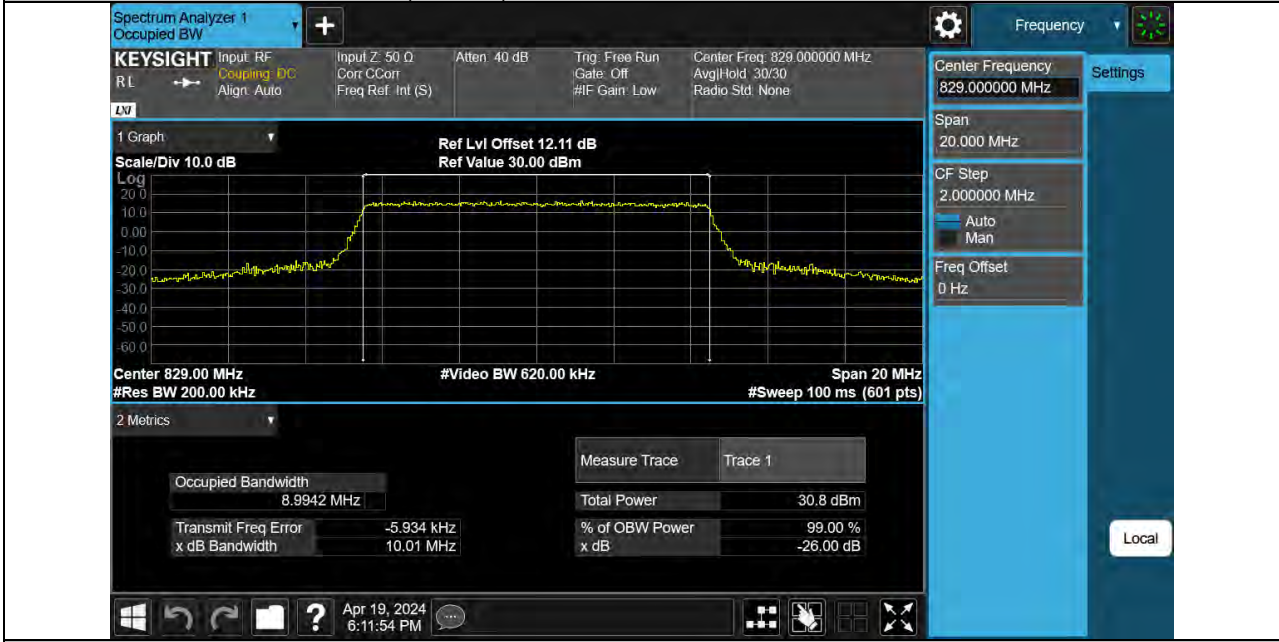 Spectrum Analyzer 1
Occupied BW
+
Frequency
KEYSIGHT
RL
LXI
Input: RF
Coupling: DC
Align: Auto
Input Z: 50 Ω
Corr CCorr
Freq Ref: Int (S)
Atten: 40 dB
Trig: Free Run
Gate: Off
#IF Gain: Low
Center Freq: 829.000000 MHz
Avg|Hold: 30/30
Radio Std: None
Center Frequency
829.000000 MHz
Settings
Span
20.000 MHz
CF Step
2.000000 MHz
Auto
Man
Freq Offset
0 Hz
Local
1 Graph
Scale/Div 10.0 dB
Ref Lvl Offset 12.11 dB
Ref Value 30.00 dBm
Log
20.0
10.0
0.00
-10.0
-20.0
-30.0
-40.0
-50.0
-60.0
Center 829.00 MHz
#Video BW 620.00 kHz
Span 20 MHz
#Res BW 200.00 kHz
#Sweep 100 ms (601 pts)
2 Metrics
Measure Trace Trace 1
Occupied Bandwidth
8.9942 MHz
Total Power 30.8 dBm
Transmit Freq Error -5.934 kHz
% of OBW Power 99.00 %
x dB Bandwidth 10.01 MHz
x dB -26.00 dB
?
Apr 19, 2024
6:11:54 PM